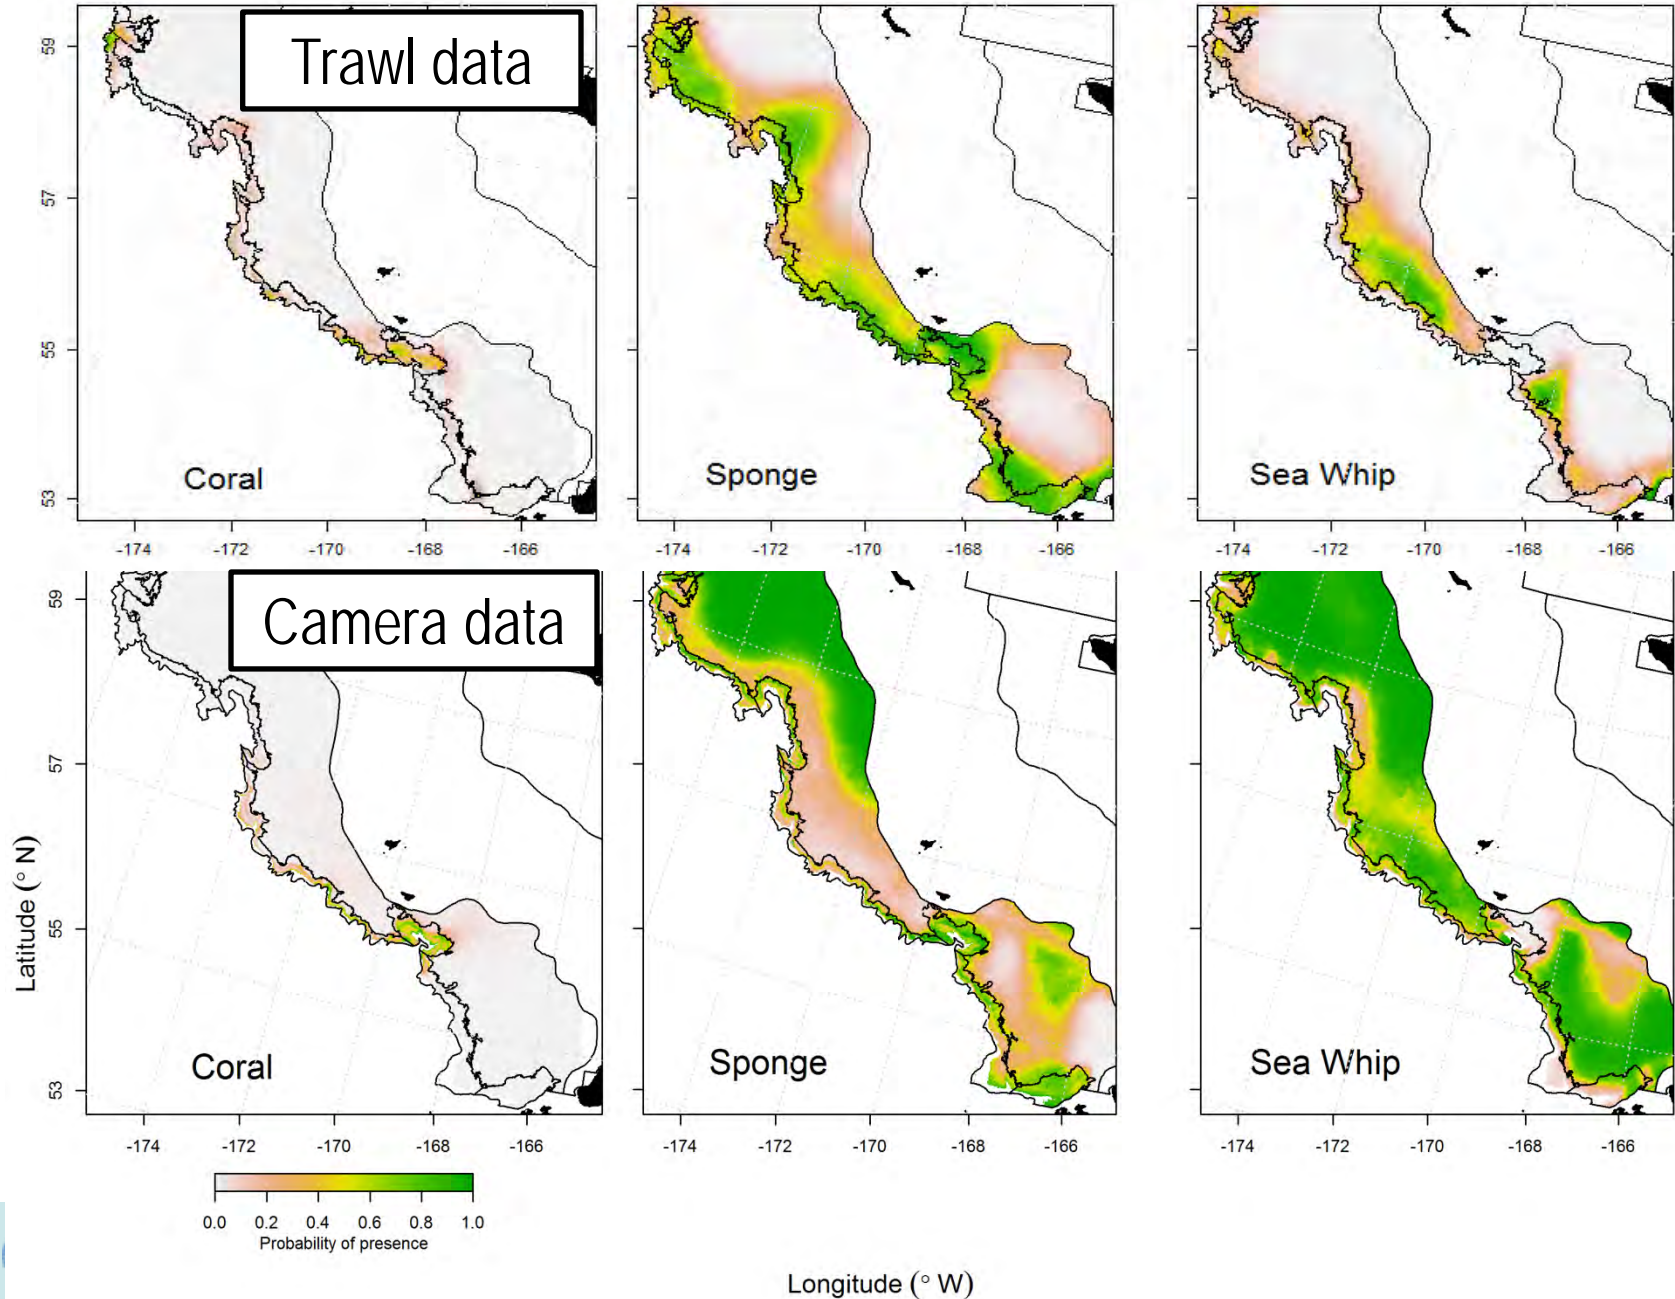 Trawl data
59
57
55
53
Coral
Sponge
Sea Whip
-174 -172 -170 -168 -166
-174 -172 -170 -168 -166
-174 -172 -170 -168 -166
Camera data
59
57
55
53
Latitude (° N)
Coral
Sponge
Sea Whip
-174 -172 -170 -168 -166
-174 -172 -170 -168 -166
-174 -172 -170 -168 -166
0.0 0.2 0.4 0.6 0.8 1.0
Probability of presence
Longitude (° W)